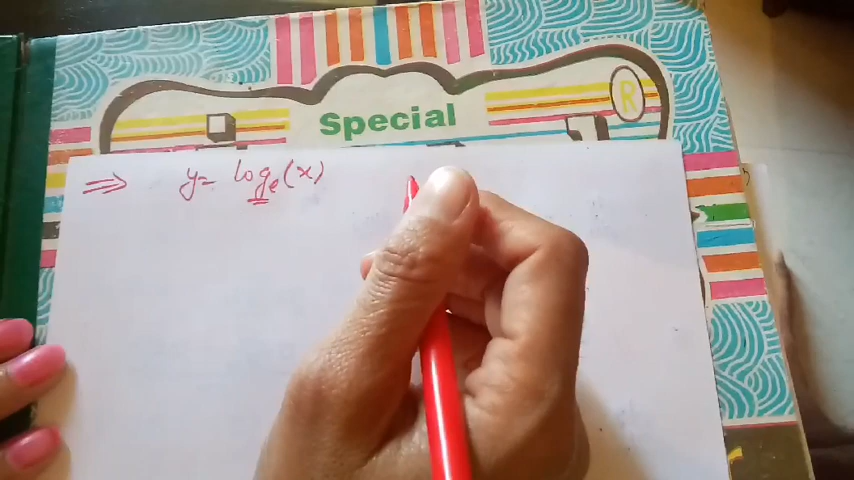 Special
R
⇒ y = logₑ(x)